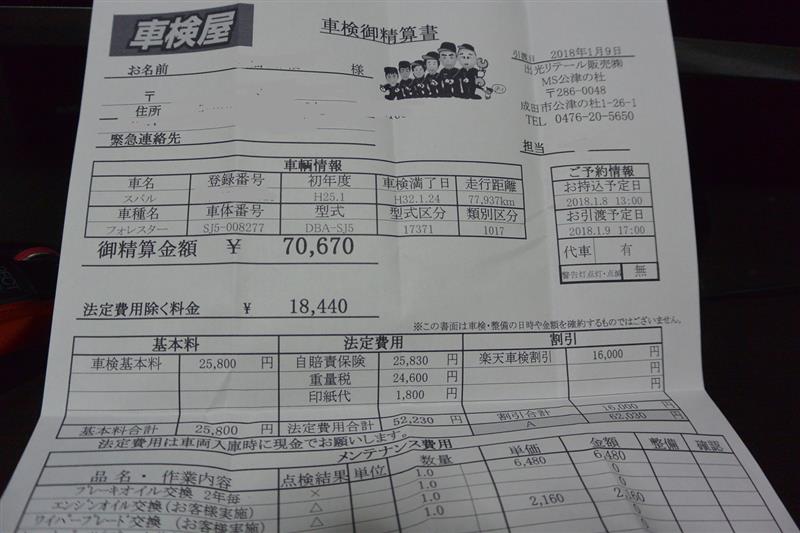 車検屋
車検御精算書
引渡日 2018年1月9日
出光リテール販売㈱
MS公津の杜
〒286-0048
成田市公津の杜1-26-1
TEL 0476-20-5650
担当
お名前 様
〒
住所
緊急連絡先
車輌情報
車名 登録番号 初年度 車検満了日 走行距離
スバル H25.1 H32.1.24 77,937km
車種名 車体番号 型式 型式区分 類別区分
フォレスター SJ5-008277 DBA-SJ5 17371 1017
ご予約情報
お持込予定日
2018.1.8 13:00
お引渡予定日
2018.1.9 17:00
代車 有
警告灯点灯・点滅 無
御精算金額 ¥ 70,670
法定費用除く料金 ¥ 18,440
※この書面は車検・整備の日時や金額を確約するものではございません。
基本料 法定費用 割引
車検基本料 25,800 円 自賠責保険 25,830 円 楽天車検割引 16,000 円
重量税 24,600 円 円
印紙代 1,800 円 円
基本料合計 25,800 円 法定費用合計 52,230 円 割引合計 16,000 円
A 62,030 円
法定費用は車両入庫時に現金でお願いします。
メンテナンス費用
品名・作業内容 点検結果 単位 数量 単価 金額 整備 確認
ブレーキオイル交換 2年毎 × 1.0 6,480 6,480
エンジンオイル交換(お客様実施) △ 1.0 0
ワイパーブレード交換 (お客様実施) △ 1.0 0
2,160 2,160